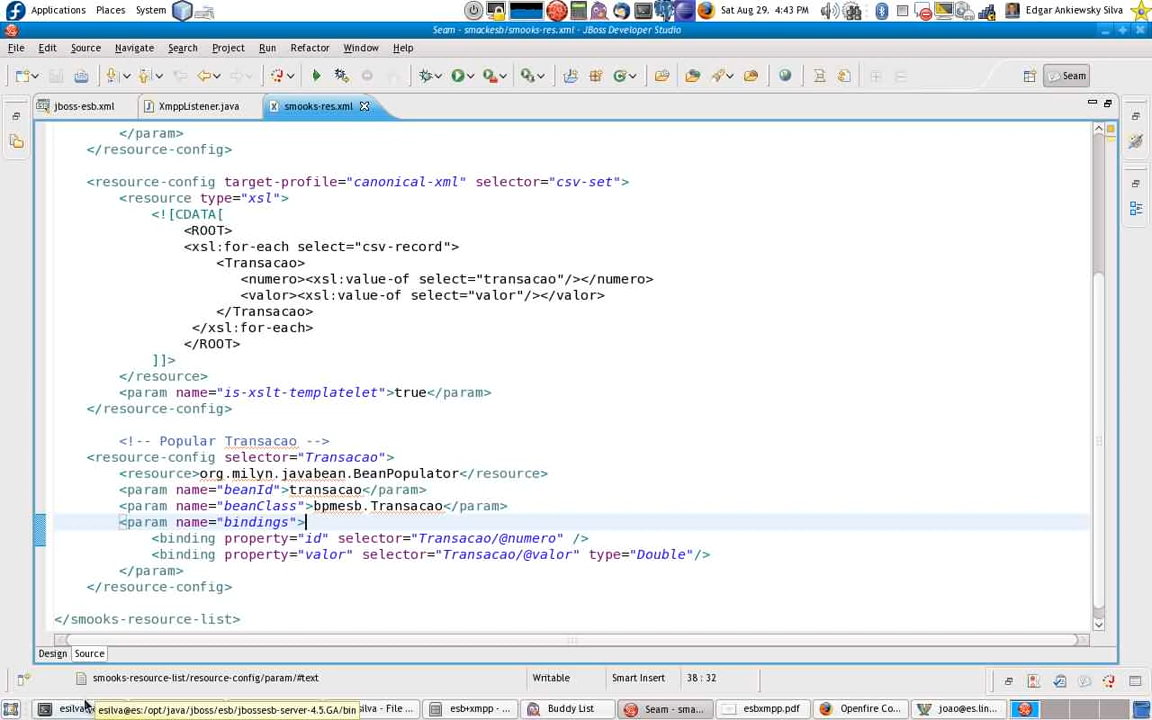 Applications Places System
Sat Aug 29, 4:43 PM
Edgar Ankiewsky Silva
Seam - smackesb/smooks-res.xml - JBoss Developer Studio
File Edit Source Navigate Search Project Run Refactor Window Help
Seam
jboss-esb.xml XmppListener.java smooks-res.xml
</param>
</resource-config>
<resource-config target-profile="canonical-xml" selector="csv-set">
<resource type="xsl">
<![CDATA[
<ROOT>
<xsl:for-each select="csv-record">
<Transacao>
<numero><xsl:value-of select="transacao"/></numero>
<valor><xsl:value-of select="valor"/></valor>
</Transacao>
</xsl:for-each>
</ROOT>
]]>
</resource>
<param name="is-xslt-templatelet">true</param>
</resource-config>
<!-- Popular Transacao -->
<resource-config selector="Transacao">
<resource>org.milyn.javabean.BeanPopulator</resource>
<param name="beanId">transacao</param>
<param name="beanClass">bpmesb.Transacao</param>
<param name="bindings">
<binding property="id" selector="Transacao/@numero" />
<binding property="valor" selector="Transacao/@valor" type="Double"/>
</param>
</resource-config>
</smooks-resource-list>
Design Source
smooks-resource-list/resource-config/param/#text Writable Smart Insert 38 : 32
esilva esilva@es:/opt/java/jboss/esb/jbossesb-server-4.5.GA/bin silva - File ... esb+xmpp - ... Buddy List Seam - sma... esbxmpp.pdf Openfire Co... joao@es.lin...